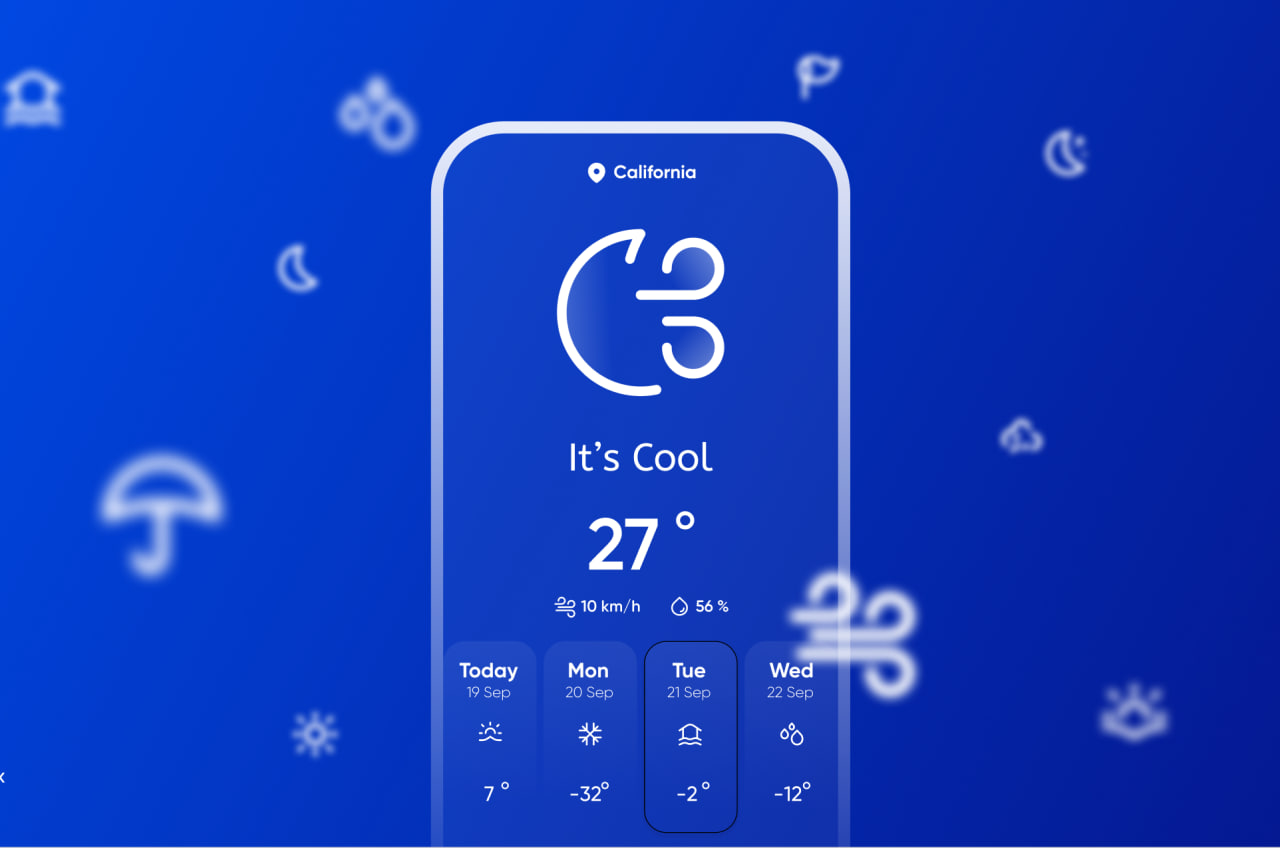 California
It's Cool
27°
10 km/h 56 %
Today Mon Tue Wed
19 Sep 20 Sep 21 Sep 22 Sep
7° -32° -2° -12°